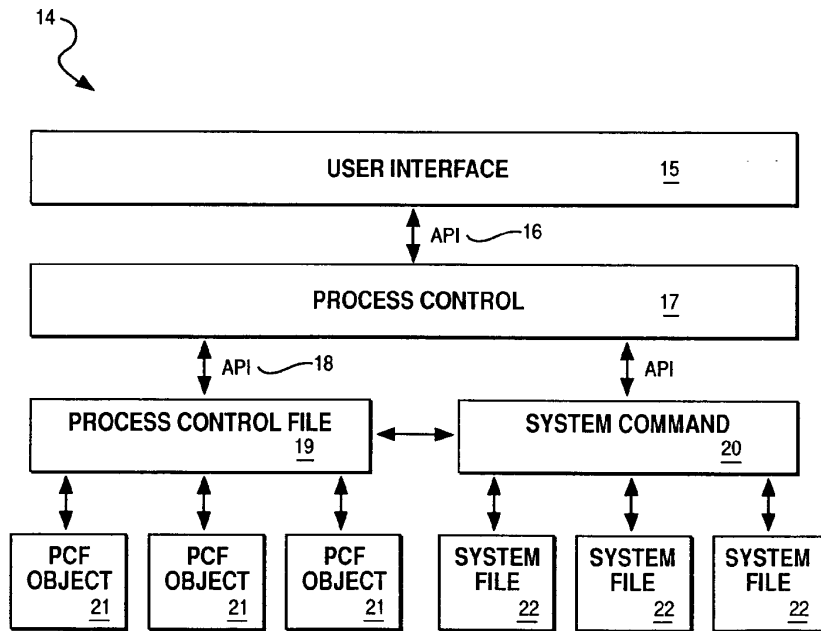 14
USER INTERFACE 15
API 16
PROCESS CONTROL 17
API 18 API
PROCESS CONTROL FILE SYSTEM COMMAND
19 20
PCF PCF PCF SYSTEM SYSTEM SYSTEM
OBJECT OBJECT OBJECT FILE FILE FILE
21 21 21 22 22 22